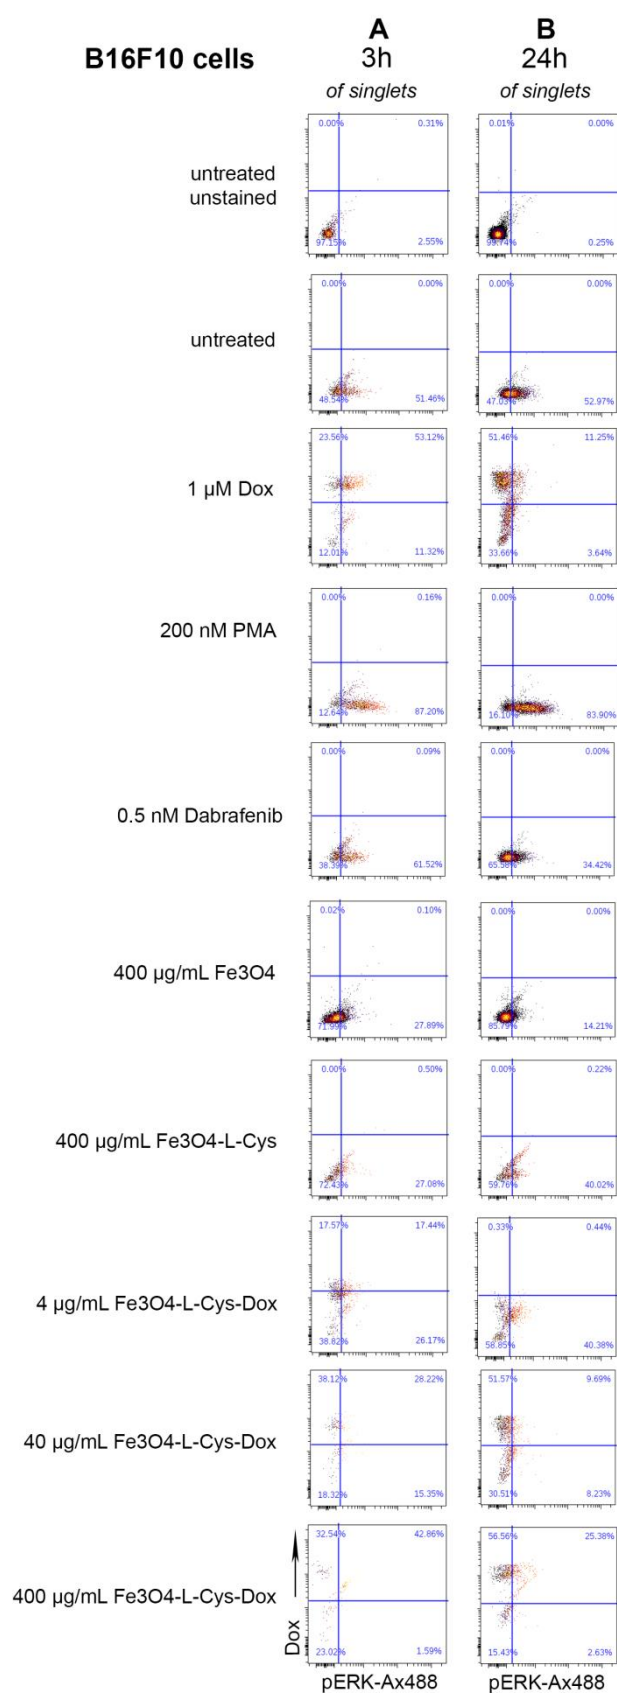 A B
B16F10 cells 3h 24h
of singlets of singlets
0.00% 0.31% 0.01% 0.00%
untreated
unstained
97.15% 2.55% 99.74% 0.25%
0.00% 0.00% 0.00% 0.00%
untreated
48.54% 51.46% 47.03% 52.97%
23.56% 53.12% 51.46% 11.25%
1 µM Dox
12.01% 11.32% 33.66% 3.64%
0.00% 0.16% 0.00% 0.00%
200 nM PMA
12.64% 87.20% 16.10% 83.90%
0.00% 0.09% 0.00% 0.00%
0.5 nM Dabrafenib
38.39% 61.52% 65.58% 34.42%
0.02% 0.10% 0.00% 0.00%
400 µg/mL Fe3O4
71.99% 27.89% 85.79% 14.21%
0.00% 0.50% 0.00% 0.22%
400 µg/mL Fe3O4-L-Cys
72.43% 27.08% 59.76% 40.02%
17.57% 17.44% 0.33% 0.44%
4 µg/mL Fe3O4-L-Cys-Dox
38.82% 26.17% 58.85% 40.38%
38.12% 28.22% 51.57% 9.69%
40 µg/mL Fe3O4-L-Cys-Dox
18.32% 15.35% 30.51% 8.23%
32.54% 42.86% 56.56% 25.38%
400 µg/mL Fe3O4-L-Cys-Dox
Dox
23.02% 1.59% 15.43% 2.63%
pERK-Ax488 pERK-Ax488